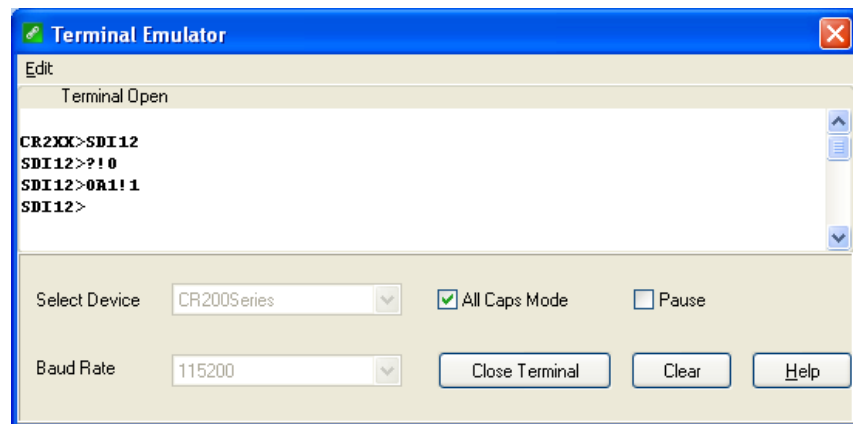 Terminal Emulator
Edit
Terminal Open
CR2XX>SDI12
SDI12>?!0
SDI12>0A1!1
SDI12>
Select Device
CR200Series
All Caps Mode
Pause
Baud Rate
115200
Close Terminal
Clear
Help